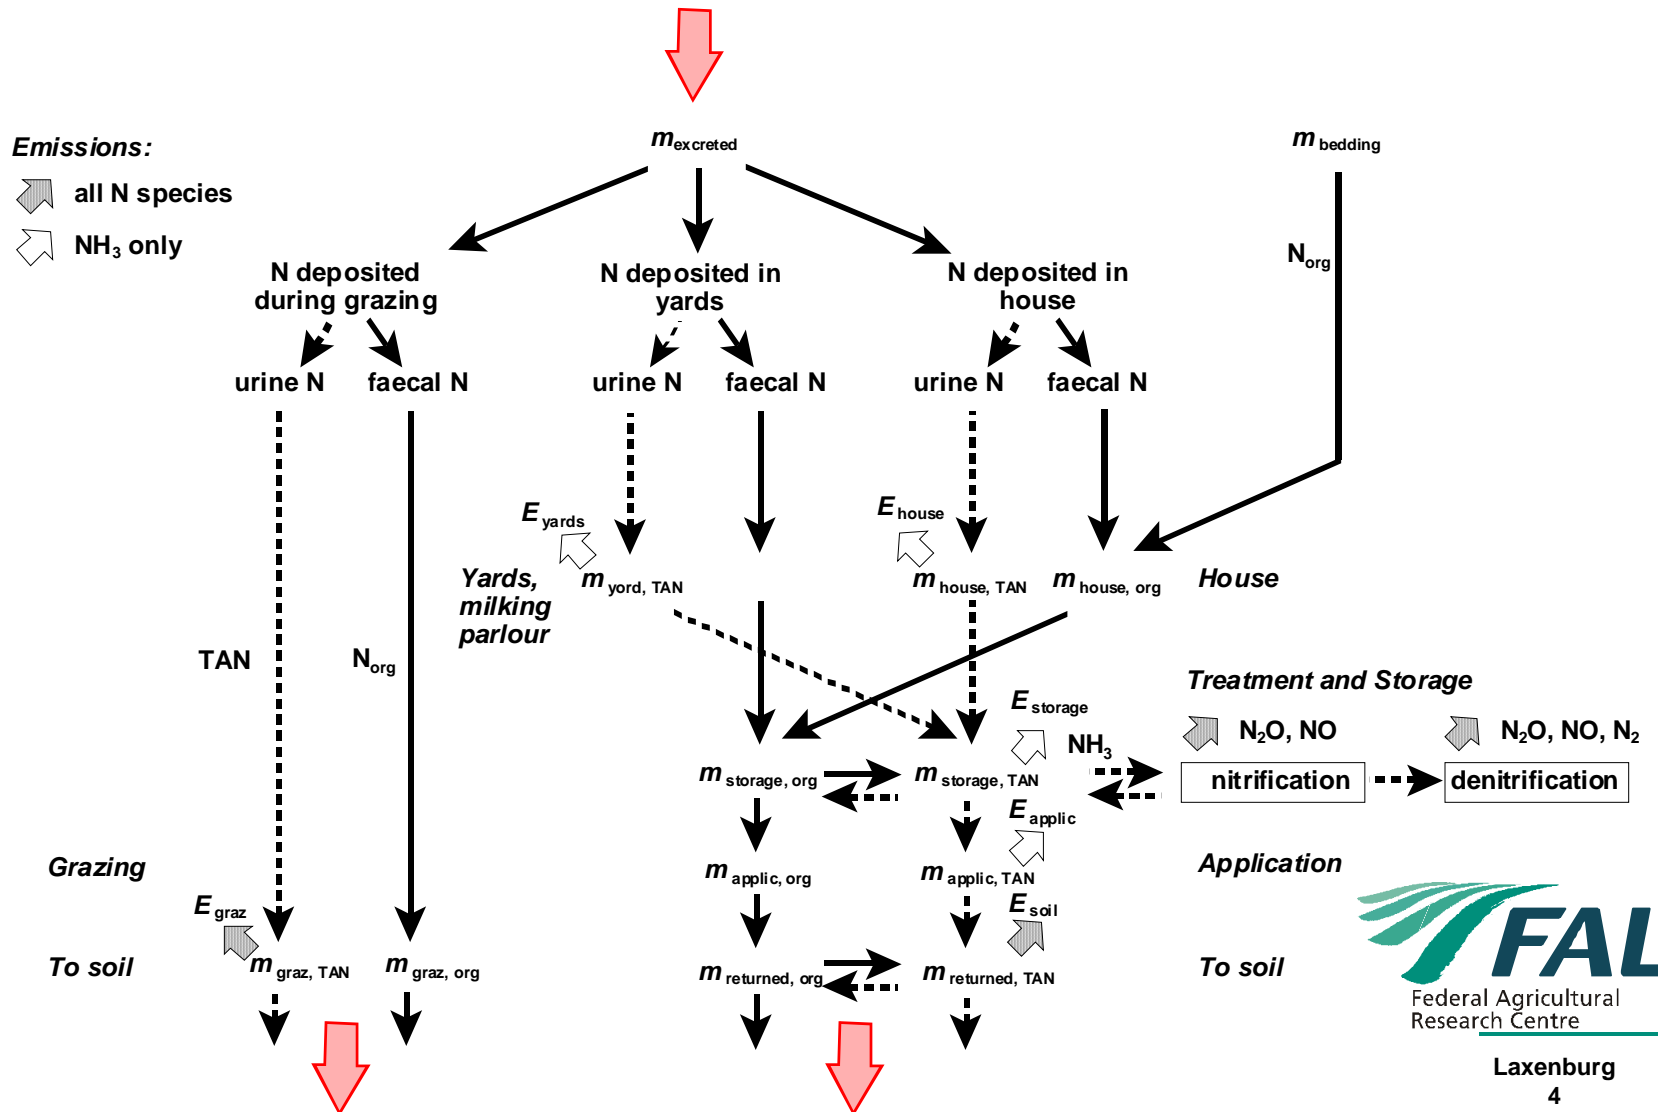 m excreted
m bedding
Emissions:
all N species
NH3 only
N deposited
during grazing
N deposited in
yards
N deposited in
house
Norg
urine N
faecal N
urine N
faecal N
urine N
faecal N
E yards
E house
Yards,
milking
parlour
m yord, TAN
m house, TAN
m house, org
House
TAN
Norg
Treatment and Storage
E storage
NH3
N2O, NO
N2O, NO, N2
m storage, org
m storage, TAN
nitrification
denitrification
E applic
Grazing
m applic, org
m applic, TAN
Application
E graz
E soil
To soil
m graz, TAN
m graz, org
m returned, org
m returned, TAN
To soil
FAL
Federal Agricultural
Research Centre
Laxenburg
4